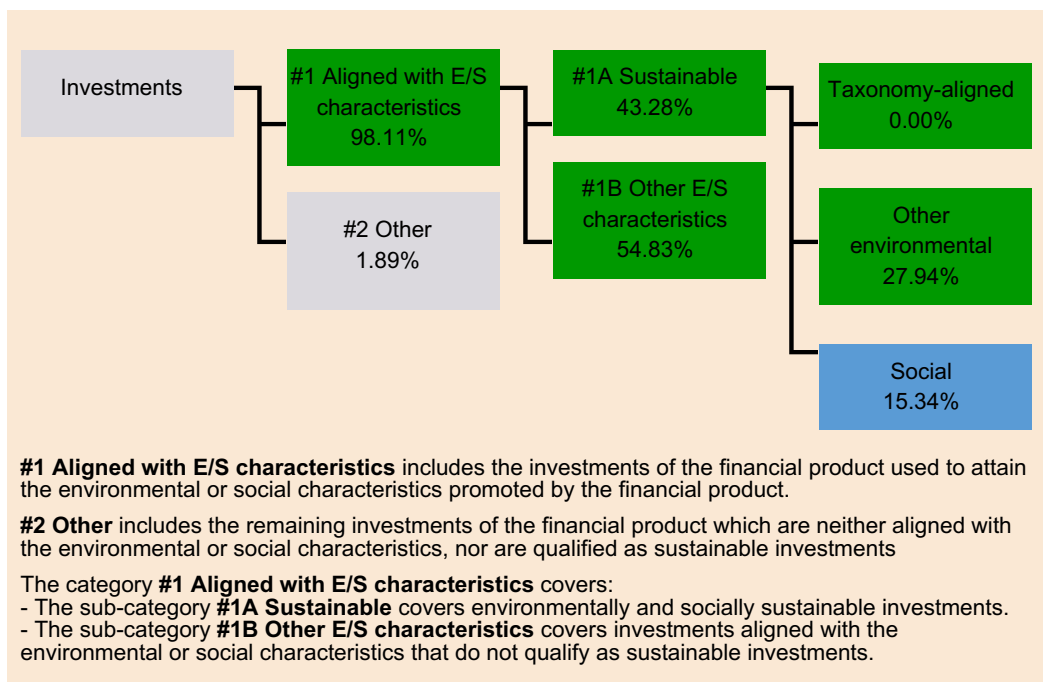 Investments
#1 Aligned with E/S
characteristics
98.11%
#2 Other
1.89%
#1A Sustainable
43.28%
#1B Other E/S
characteristics
54.83%
Taxonomy-aligned
0.00%
Other
environmental
27.94%
Social
15.34%
#1 Aligned with E/S characteristics includes the investments of the financial product used to attain
the environmental or social characteristics promoted by the financial product.
#2 Other includes the remaining investments of the financial product which are neither aligned with
the environmental or social characteristics, nor are qualified as sustainable investments
The category #1 Aligned with E/S characteristics covers:
- The sub-category #1A Sustainable covers environmentally and socially sustainable investments.
- The sub-category #1B Other E/S characteristics covers investments aligned with the
environmental or social characteristics that do not qualify as sustainable investments.